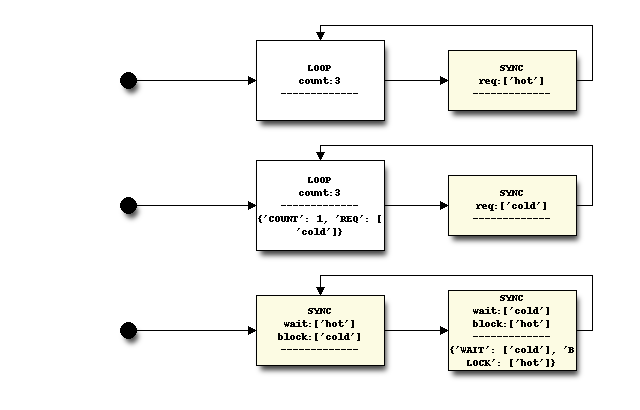 LOOP
count:3
-------------
SYNC
req:['hot']
-------------
LOOP
count:3
-------------
{'COUNT': 1, 'REQ': [
'cold']}
SYNC
req:['cold']
-------------
SYNC
wait:['hot']
block:['cold']
-------------
SYNC
wait:['cold']
block:['hot']
-------------
{'WAIT': ['cold'], 'B
LOCK': ['hot']}